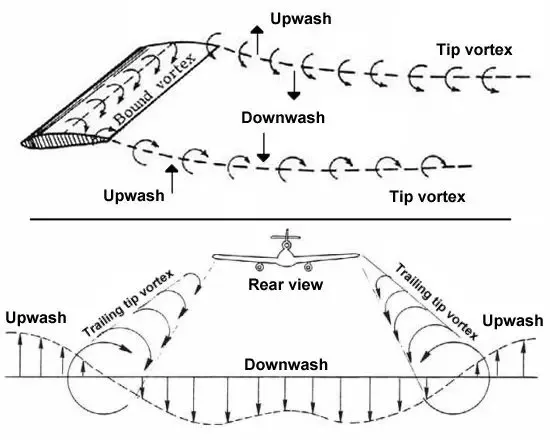 Upwash
Tip vortex
Bound vortex
Downwash
Upwash
Tip vortex
Rear view
Trailing tip vortex
Trailing tip vortex
Upwash
Upwash
Downwash